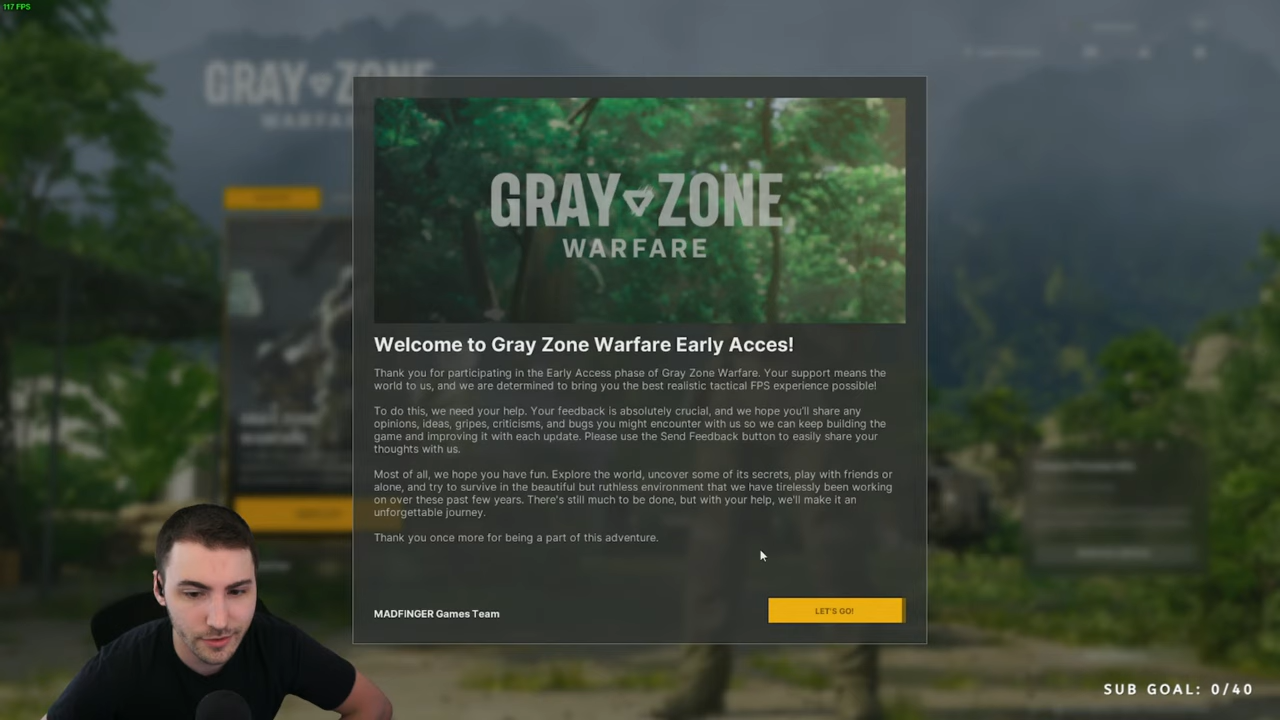 117 FPS
GRAY ZONE
WARFARE
GRAY ZONE
WARFARE
Welcome to Gray Zone Warfare Early Acces!
Thank you for participating in the Early Access phase of Gray Zone Warfare. Your support means the
world to us, and we are determined to bring you the best realistic tactical FPS experience possible!
To do this, we need your help. Your feedback is absolutely crucial, and we hope you'll share any
opinions, ideas, gripes, criticisms, and bugs you might encounter with us so we can keep building the
game and improving it with each update. Please use the Send Feedback button to easily share your
thoughts with us.
Most of all, we hope you have fun. Explore the world, uncover some of its secrets, play with friends or
alone, and try to survive in the beautiful but ruthless environment that we have tirelessly been working
on over these past few years. There's still much to be done, but with your help, we'll make it an
unforgettable journey.
Thank you once more for being a part of this adventure.
MADFINGER Games Team
LET'S GO!
SUB GOAL: 0/40